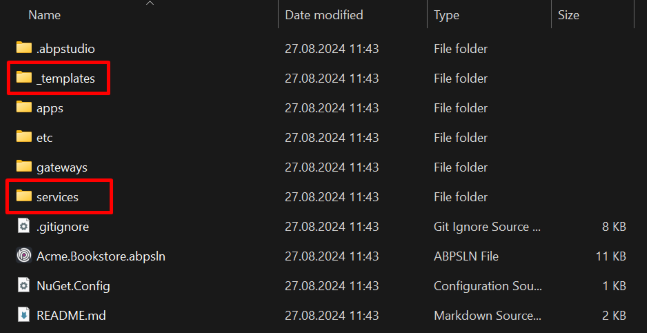 Name Date modified Type Size
.abpstudio 27.08.2024 11:43 File folder
_templates 27.08.2024 11:43 File folder
apps 27.08.2024 11:43 File folder
etc 27.08.2024 11:43 File folder
gateways 27.08.2024 11:43 File folder
services 27.08.2024 11:43 File folder
.gitignore 27.08.2024 11:43 Git Ignore Source ... 8 KB
Acme.Bookstore.abpsln 27.08.2024 11:43 ABPSLN File 11 KB
NuGet.Config 27.08.2024 11:43 Configuration Sou... 1 KB
README.md 27.08.2024 11:43 Markdown Source... 2 KB